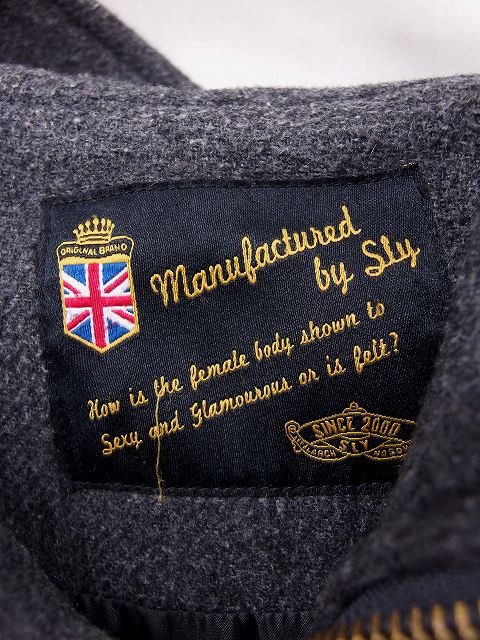 ORIGINAL BRAND
Manufactured
by Sly
How is the female body shown to
Sexy and Glamourous or is felt?
SINCE 2000
SLY